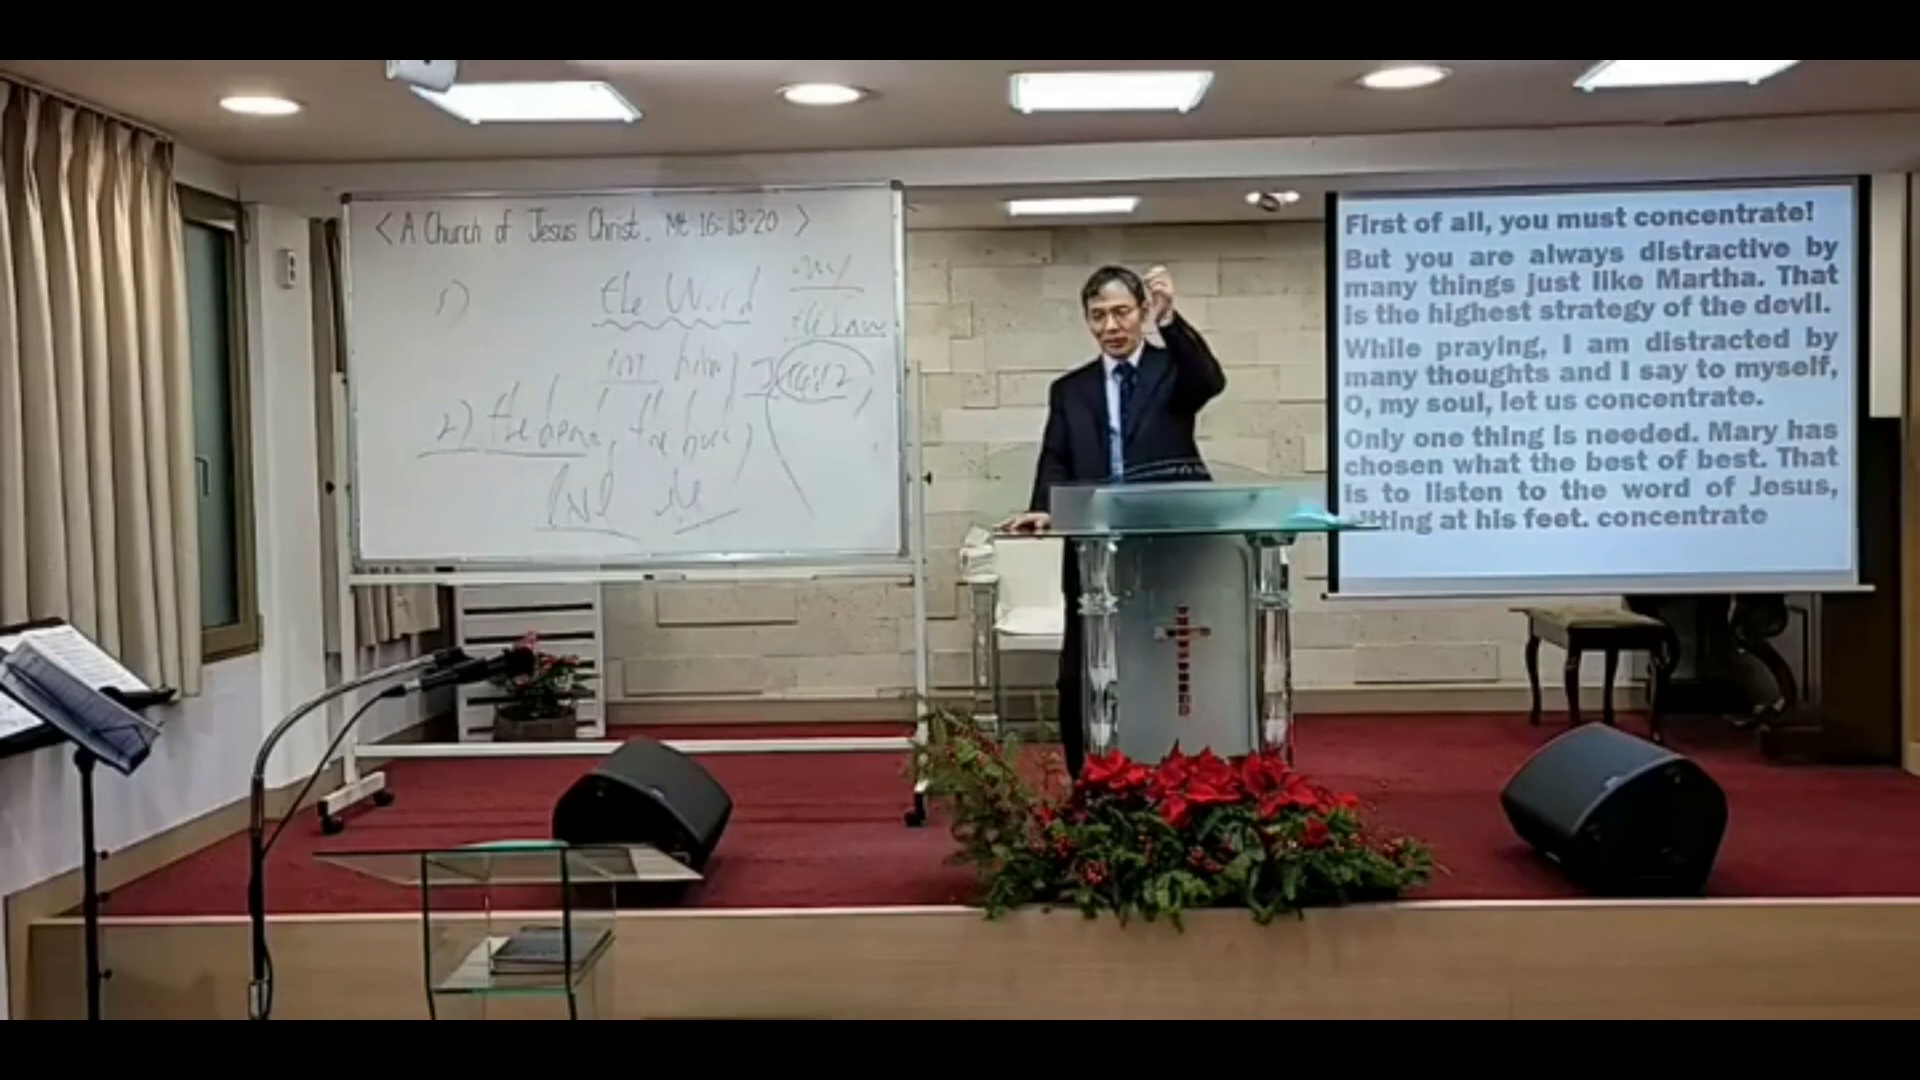 < A Church of Jesus Christ. Mt 16:13-20 >
1)
the Word
in him
2)
First of all, you must concentrate!
But you are always distractive by
many things just like Martha. That
is the highest strategy of the devil.
While praying, I am distracted by
many thoughts and I say to myself,
O, my soul, let us concentrate.
Only one thing is needed. Mary has
chosen what the best of best. That
is to listen to the word of Jesus,
sitting at his feet. concentrate